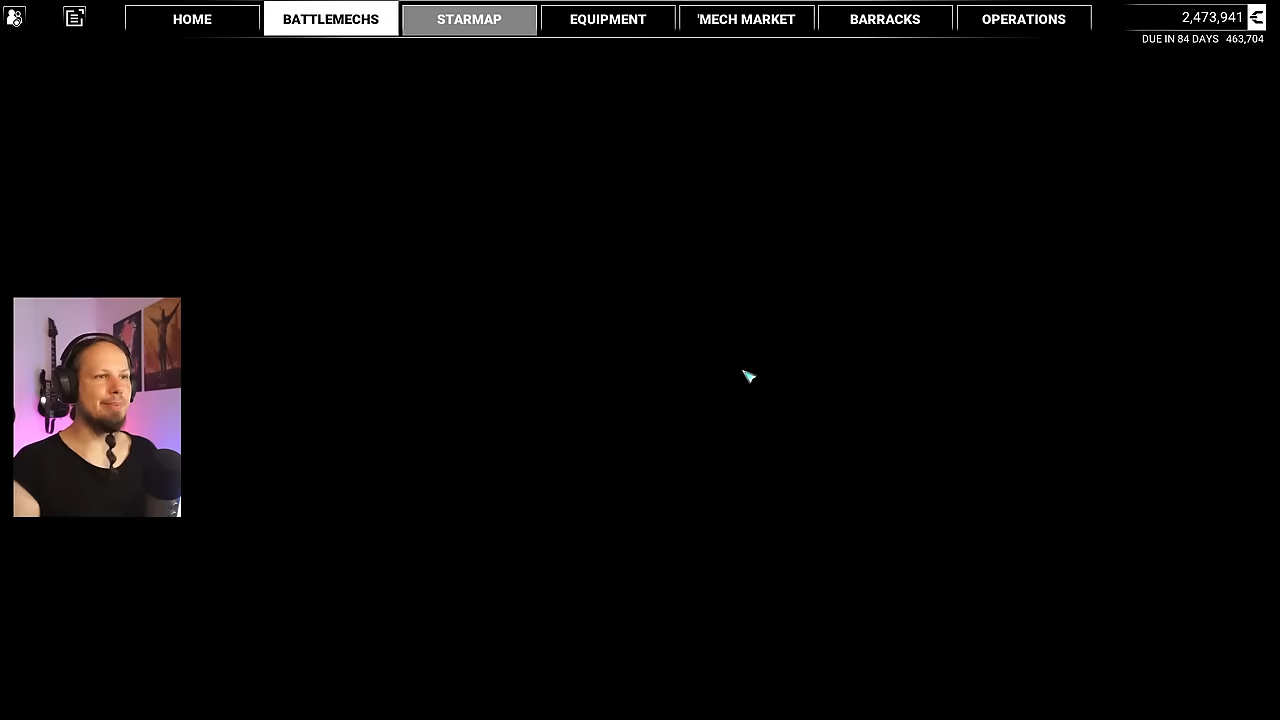 HOME
BATTLEMECHS
STARMAP
EQUIPMENT
'MECH MARKET
BARRACKS
OPERATIONS
2,473,941
DUE IN 84 DAYS 463,704